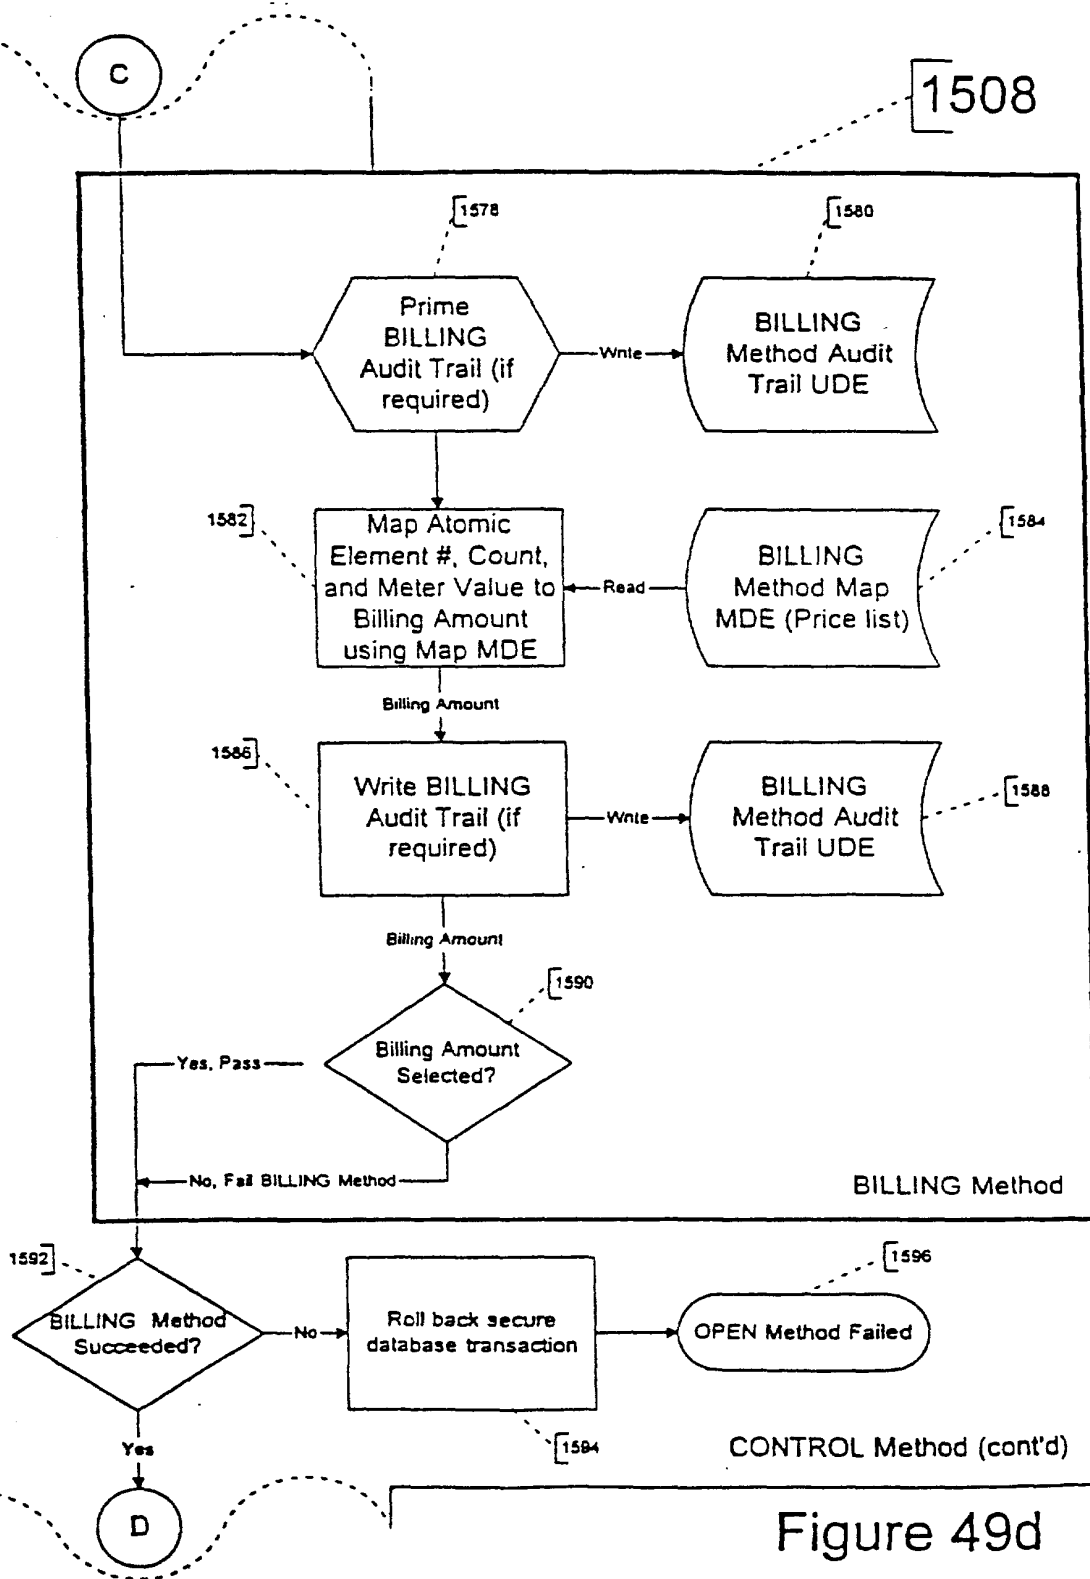 C
1508
1578
1580
Prime
BILLING
Audit Trail (if
required)
Write
BILLING
Method Audit
Trail UDE
1582
Map Atomic
Element #, Count,
and Meter Value to
Billing Amount
using Map MDE
Read
BILLING
Method Map
MDE (Price list)
1584
Billing Amount
1586
Write BILLING
Audit Trail (if
required)
Write
BILLING
Method Audit
Trail UDE
1588
Billing Amount
1590
Billing Amount
Selected?
Yes, Pass
No, Fail BILLING Method
BILLING Method
1592
BILLING Method
Succeeded?
No
Roll back secure
database transaction
1596
OPEN Method Failed
Yes
1594
CONTROL Method (cont'd)
D
Figure 49d